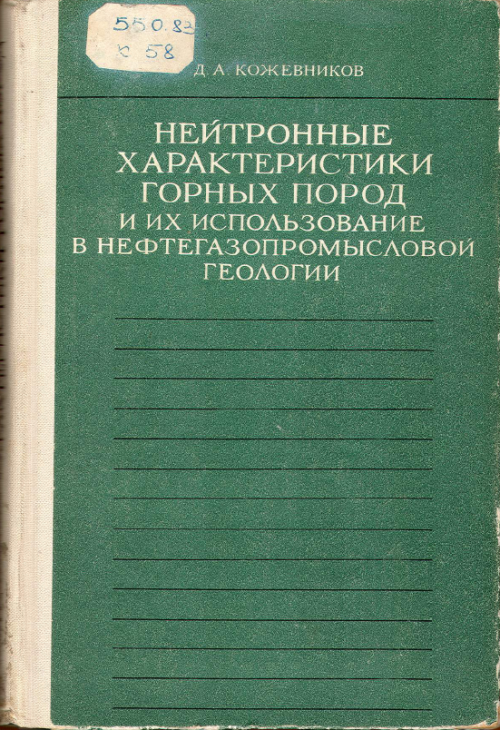 550.83
К 58
Д. А. КОЖЕВНИКОВ
НЕЙТРОННЫЕ
ХАРАКТЕРИСТИКИ
ГОРНЫХ ПОРОД
И ИХ ИСПОЛЬЗОВАНИЕ
В НЕФТЕГАЗОПРОМЫСЛОВОЙ
ГЕОЛОГИИ